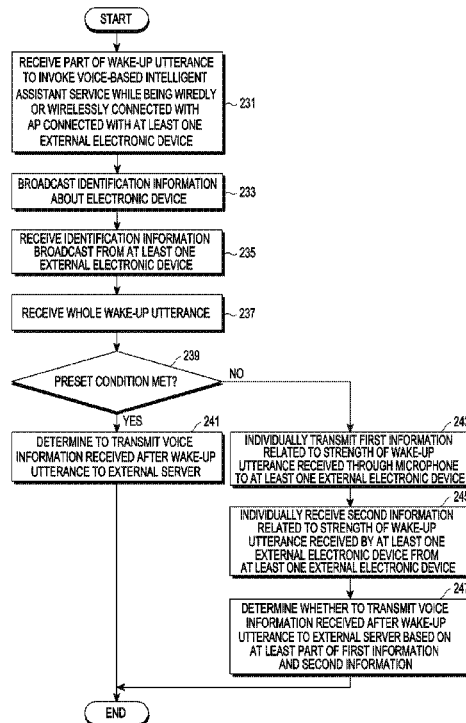 START
RECEIVE PART OF WAKE-UP UTTERANCE
TO INVOKE VOICE-BASED INTELLIGENT
ASSISTANT SERVICE WHILE BEING WIREDLY
OR WIRELESSLY CONNECTED WITH
AP CONNECTED WITH AT LEAST ONE
EXTERNAL ELECTRONIC DEVICE
231
BROADCAST IDENTIFICATION INFORMATION
ABOUT ELECTRONIC DEVICE
233
RECEIVE IDENTIFICATION INFORMATION
BROADCAST FROM AT LEAST ONE
EXTERNAL ELECTRONIC DEVICE
235
RECEIVE WHOLE WAKE-UP UTTERANCE
237
239
PRESET CONDITION MET?
NO
YES
241
DETERMINE TO TRANSMIT VOICE
INFORMATION RECEIVED AFTER WAKE-UP
UTTERANCE TO EXTERNAL SERVER
243
INDIVIDUALLY TRANSMIT FIRST INFORMATION
RELATED TO STRENGTH OF WAKE-UP
UTTERANCE RECEIVED THROUGH MICROPHONE
TO AT LEAST ONE EXTERNAL ELECTRONIC DEVICE
245
INDIVIDUALLY RECEIVE SECOND INFORMATION
RELATED TO STRENGTH OF WAKE-UP
UTTERANCE RECEIVED BY AT LEAST ONE
EXTERNAL ELECTRONIC DEVICE FROM
AT LEAST ONE EXTERNAL ELECTRONIC DEVICE
247
DETERMINE WHETHER TO TRANSMIT VOICE
INFORMATION RECEIVED AFTER WAKE-UP
UTTERANCE TO EXTERNAL SERVER BASED ON
AT LEAST PART OF FIRST INFORMATION
AND SECOND INFORMATION
END